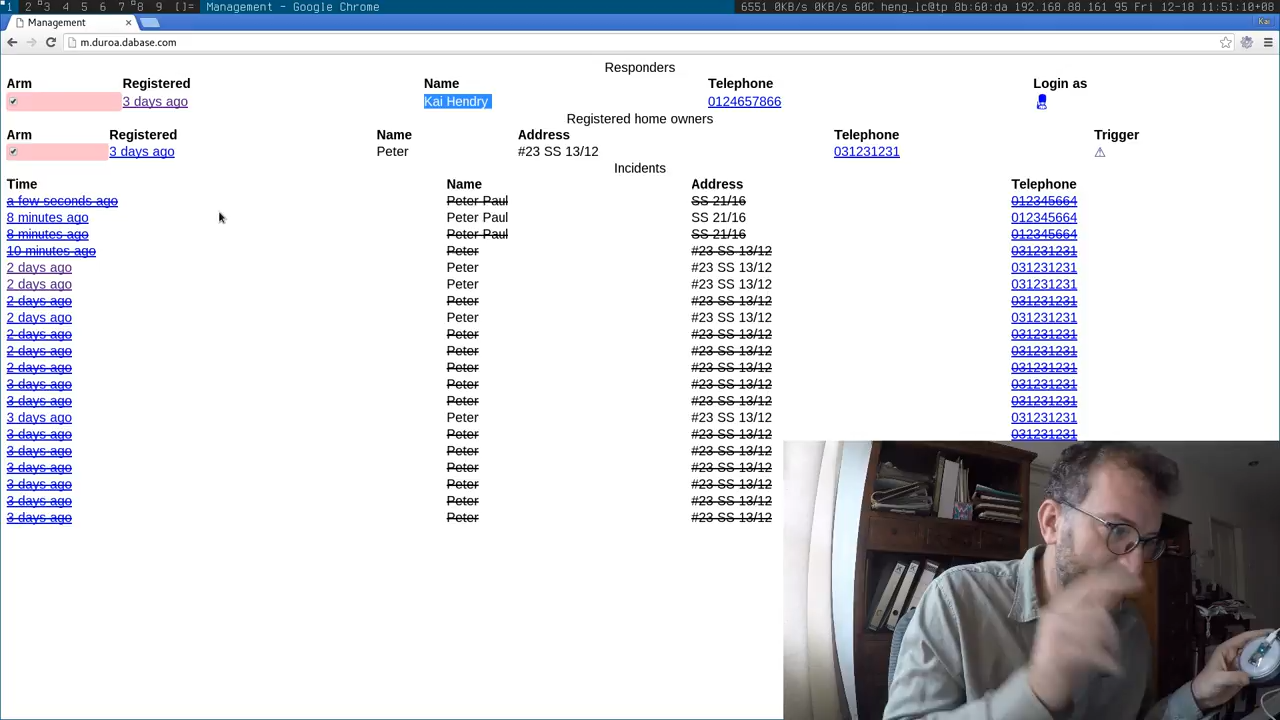 1 2 3 4 5 6 7 8 9 []= Management - Google Chrome 6551 0KB/s 0KB/s 60C heng_lc@tp 8b:60:da 192.168.88.161 95 Fri 12-18 11:51:10+08
Management × Kai
m.duroa.dabase.com
Responders
Arm Registered Name Telephone Login as
3 days ago Kai Hendry 0124657866
Registered home owners
Arm Registered Name Address Telephone Trigger
3 days ago Peter #23 SS 13/12 031231231
Incidents
Time Name Address Telephone
a few seconds ago Peter Paul SS 21/16 012345664
8 minutes ago Peter Paul SS 21/16 012345664
8 minutes ago Peter Paul SS 21/16 012345664
10 minutes ago Peter #23 SS 13/12 031231231
2 days ago Peter #23 SS 13/12 031231231
2 days ago Peter #23 SS 13/12 031231231
2 days ago Peter #23 SS 13/12 031231231
2 days ago Peter #23 SS 13/12 031231231
2 days ago Peter #23 SS 13/12 031231231
2 days ago Peter #23 SS 13/12 031231231
2 days ago Peter #23 SS 13/12 031231231
3 days ago Peter #23 SS 13/12 031231231
3 days ago Peter #23 SS 13/12 031231231
3 days ago Peter #23 SS 13/12 031231231
3 days ago Peter #23 SS 13/12 031231231
3 days ago Peter #23 SS 13/12
3 days ago Peter #23 SS 13/12
3 days ago Peter #23 SS 13/12
3 days ago Peter #23 SS 13/12
3 days ago Peter #23 SS 13/12